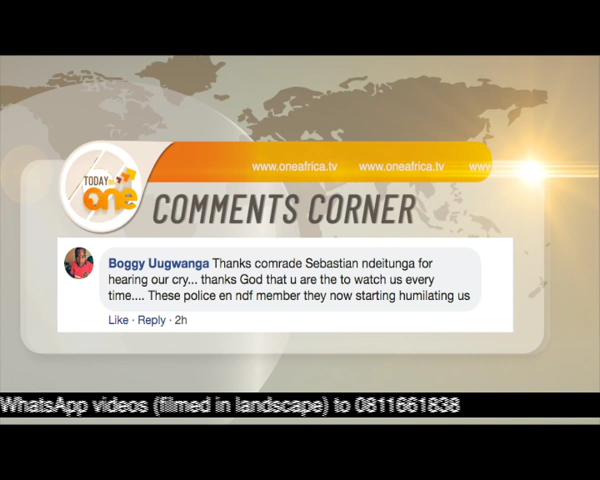 www.oneafrica.tv www.oneafrica.tv www
TODAY on
one
COMMENTS CORNER
Boggy Uugwanga Thanks comrade Sebastian ndeitunga for
hearing our cry... thanks God that u are the to watch us every
time.... These police en ndf member they now starting humilating us
Like · Reply · 2h
WhatsApp videos (filmed in landscape) to 0811661838